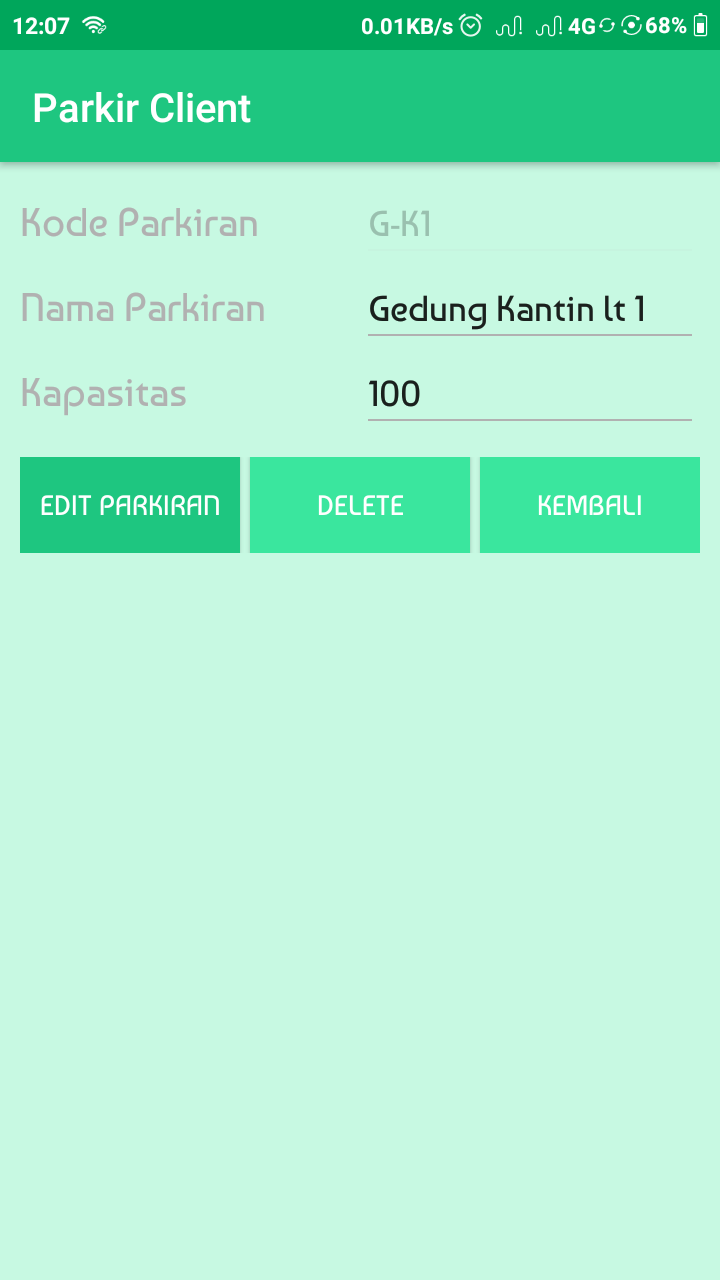 12:07 0.01KB/s 4G 68%
Parkir Client
Kode Parkiran G-K1
Nama Parkiran Gedung Kantin lt 1
Kapasitas 100
EDIT PARKIRAN DELETE KEMBALI